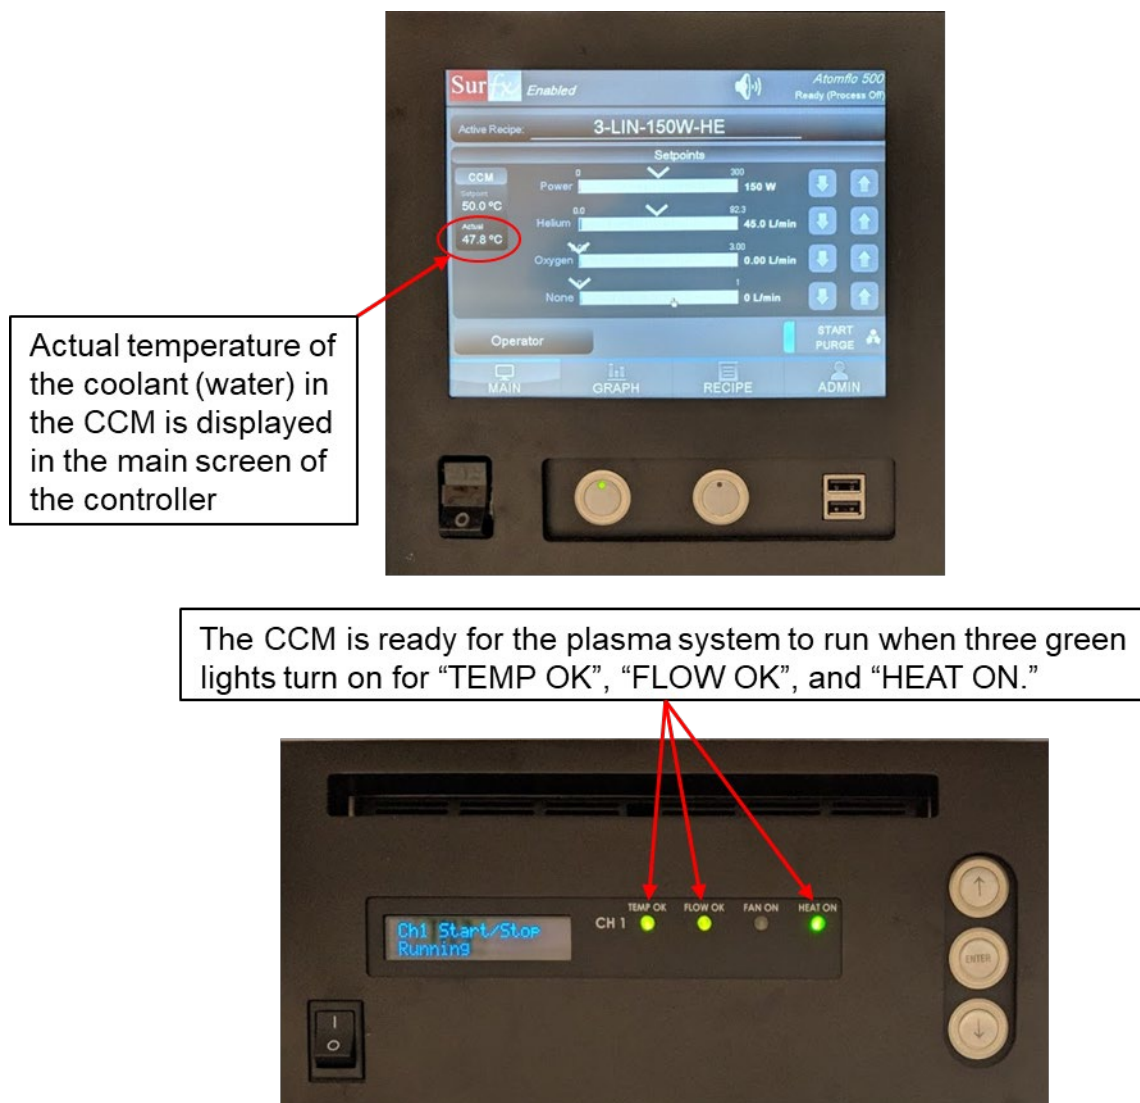 Surfx Enabled
Atomflo 500
Ready (Process Off)
Active Recipe: 3-LIN-150W-HE
Setpoints
CCM
Setpoint
50.0 ºC
Actual
47.8 ºC
0 300
Power 150 W
0.0 92.3
Helium 45.0 L/min
3.00
Oxygen 0.00 L/min
1
None 0 L/min
Operator
START
PURGE
MAIN GRAPH RECIPE ADMIN
Actual temperature of
the coolant (water) in
the CCM is displayed
in the main screen of
the controller
The CCM is ready for the plasma system to run when three green
lights turn on for “TEMP OK”, “FLOW OK”, and “HEAT ON.”
TEMP OK FLOW OK FAN ON HEAT ON
CH 1
Ch1 Start/Stop
Running
ENTER